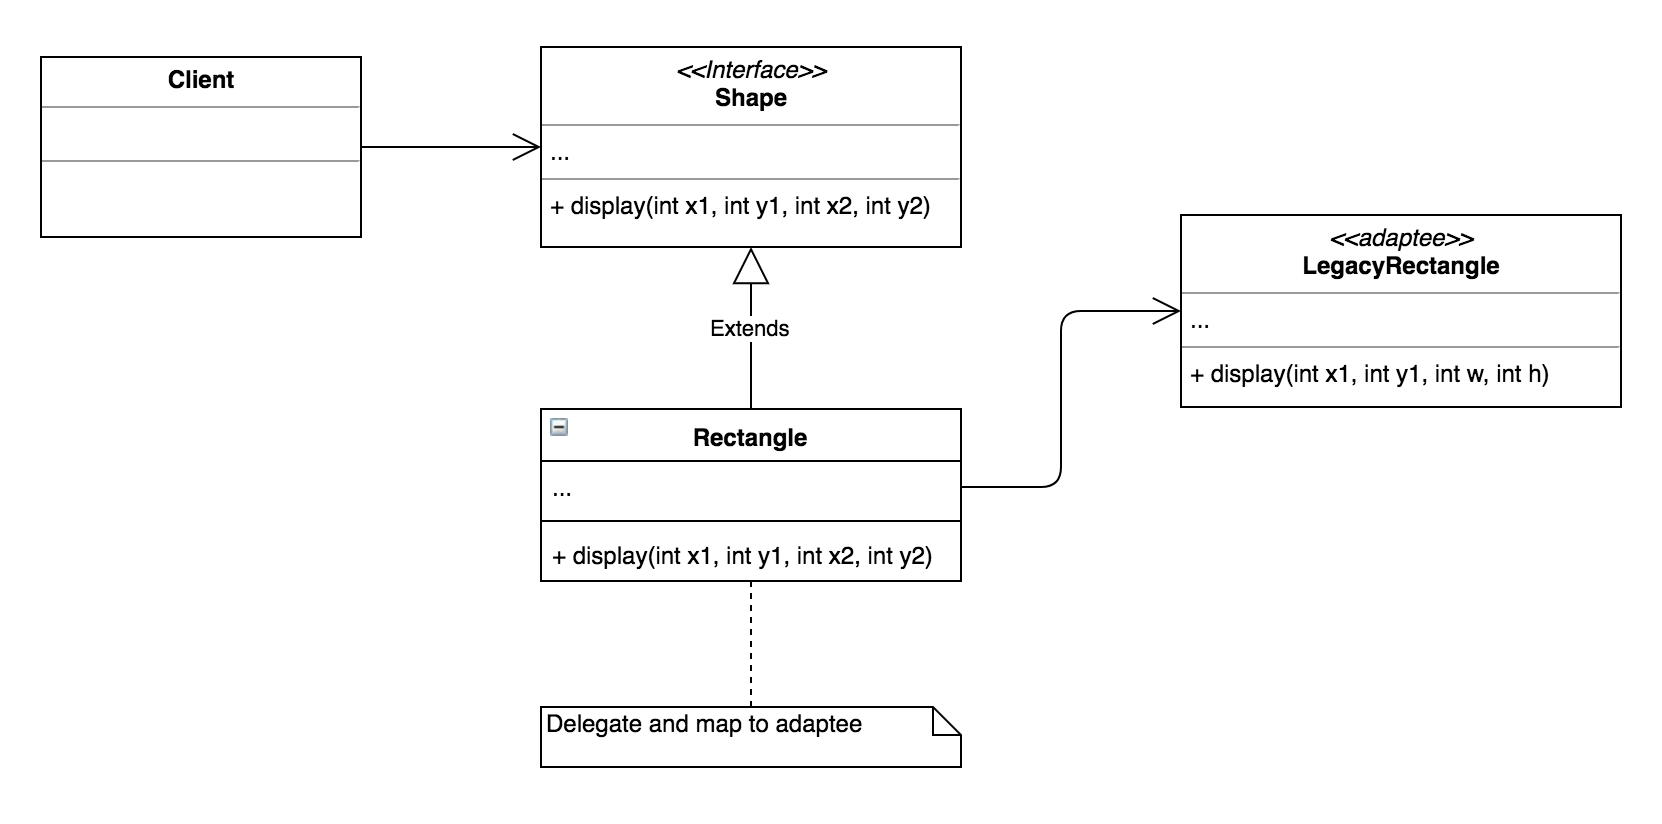 Client
<<Interface>>
Shape
...
+ display(int x1, int y1, int x2, int y2)
Extends
<<adaptee>>
LegacyRectangle
...
+ display(int x1, int y1, int w, int h)
Rectangle
...
+ display(int x1, int y1, int x2, int y2)
Delegate and map to adaptee